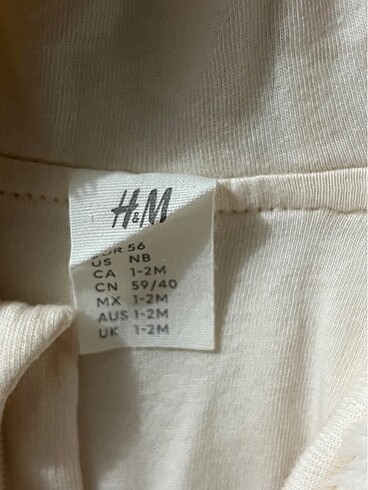 H&M
EUR 56
US NB
CA 1-2M
CN 59/40
MX 1-2M
AUS 1-2M
UK 1-2M